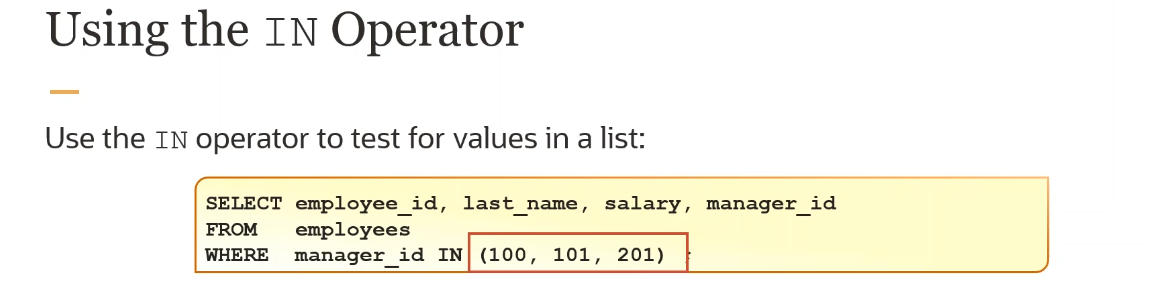 Using the IN Operator
Use the IN operator to test for values in a list:
SELECT employee_id, last_name, salary, manager_id
FROM   employees
WHERE  manager_id IN (100, 101, 201) ;